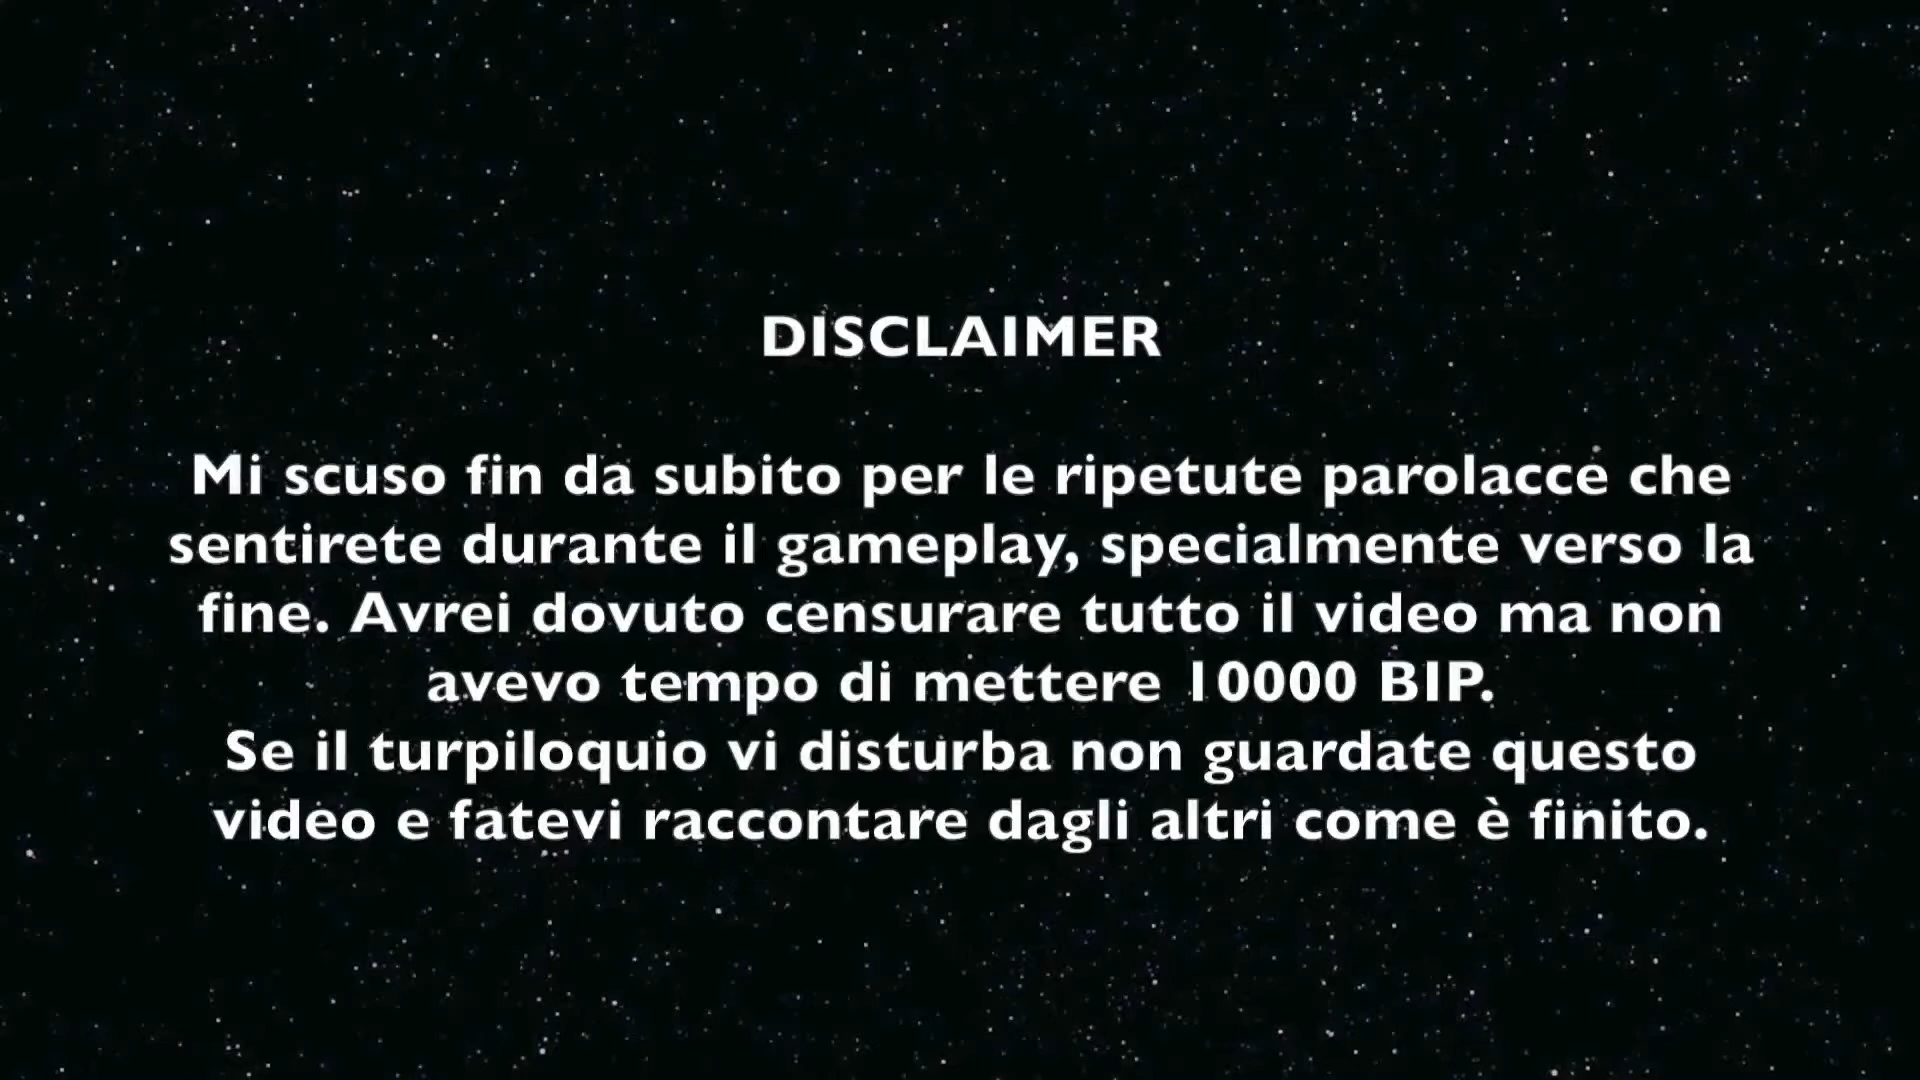 DISCLAIMER
Mi scuso fin da subito per le ripetute parolacce che
sentirete durante il gameplay, specialmente verso la
fine. Avrei dovuto censurare tutto il video ma non
avevo tempo di mettere 10000 BIP.
Se il turpiloquio vi disturba non guardate questo
video e fatevi raccontare dagli altri come è finito.